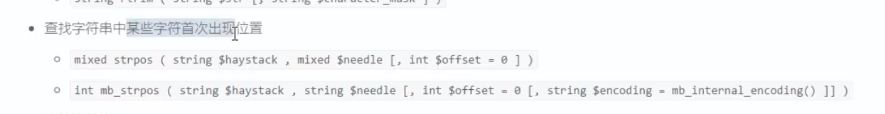 查找字符串中某些字符首次出现位置
mixed strpos ( string $haystack , mixed $needle [, int $offset = 0 ] )
int mb_strpos ( string $haystack , string $needle [, int $offset = 0 [, string $encoding = mb_internal_encoding() ]] )